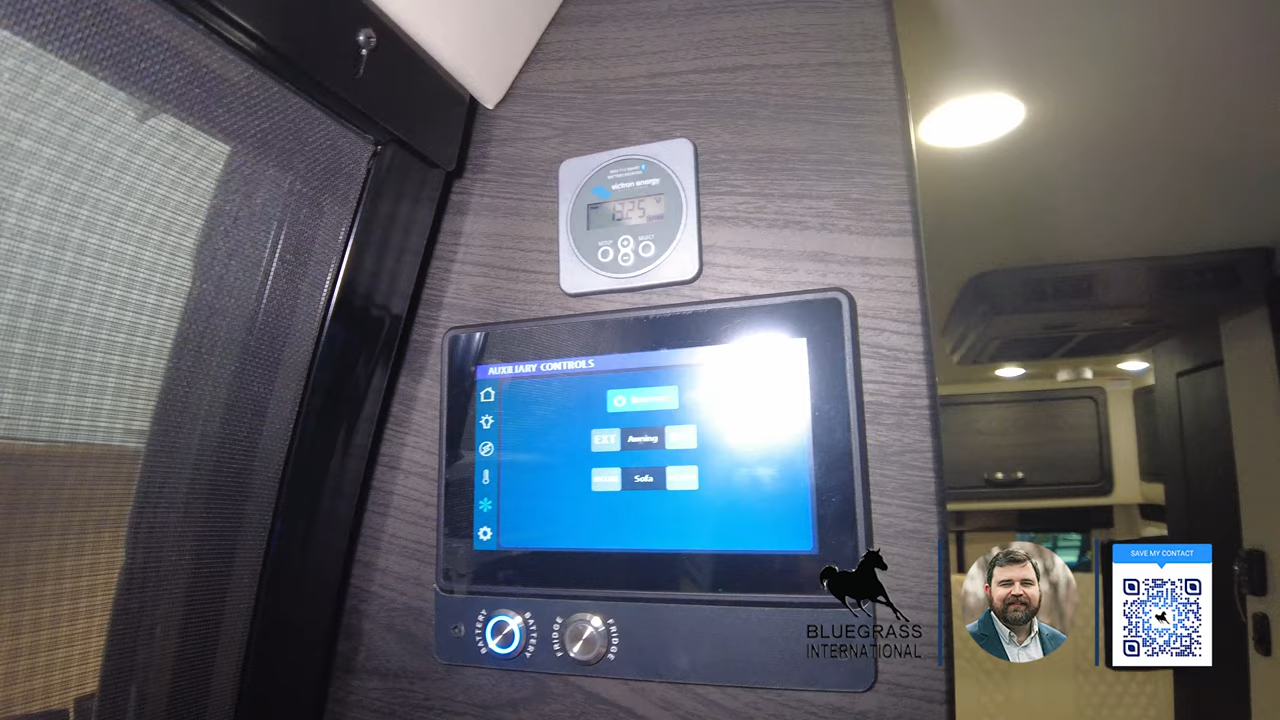 victron energy
13.25 V
SETUP
SELECT
+
-
AUXILIARY CONTROLS
EXT
Awning
Sofa
BATTERY
BATTERY
FRIDGE
FRIDGE
BLUEGRASS
INTERNATIONAL
SAVE MY CONTACT